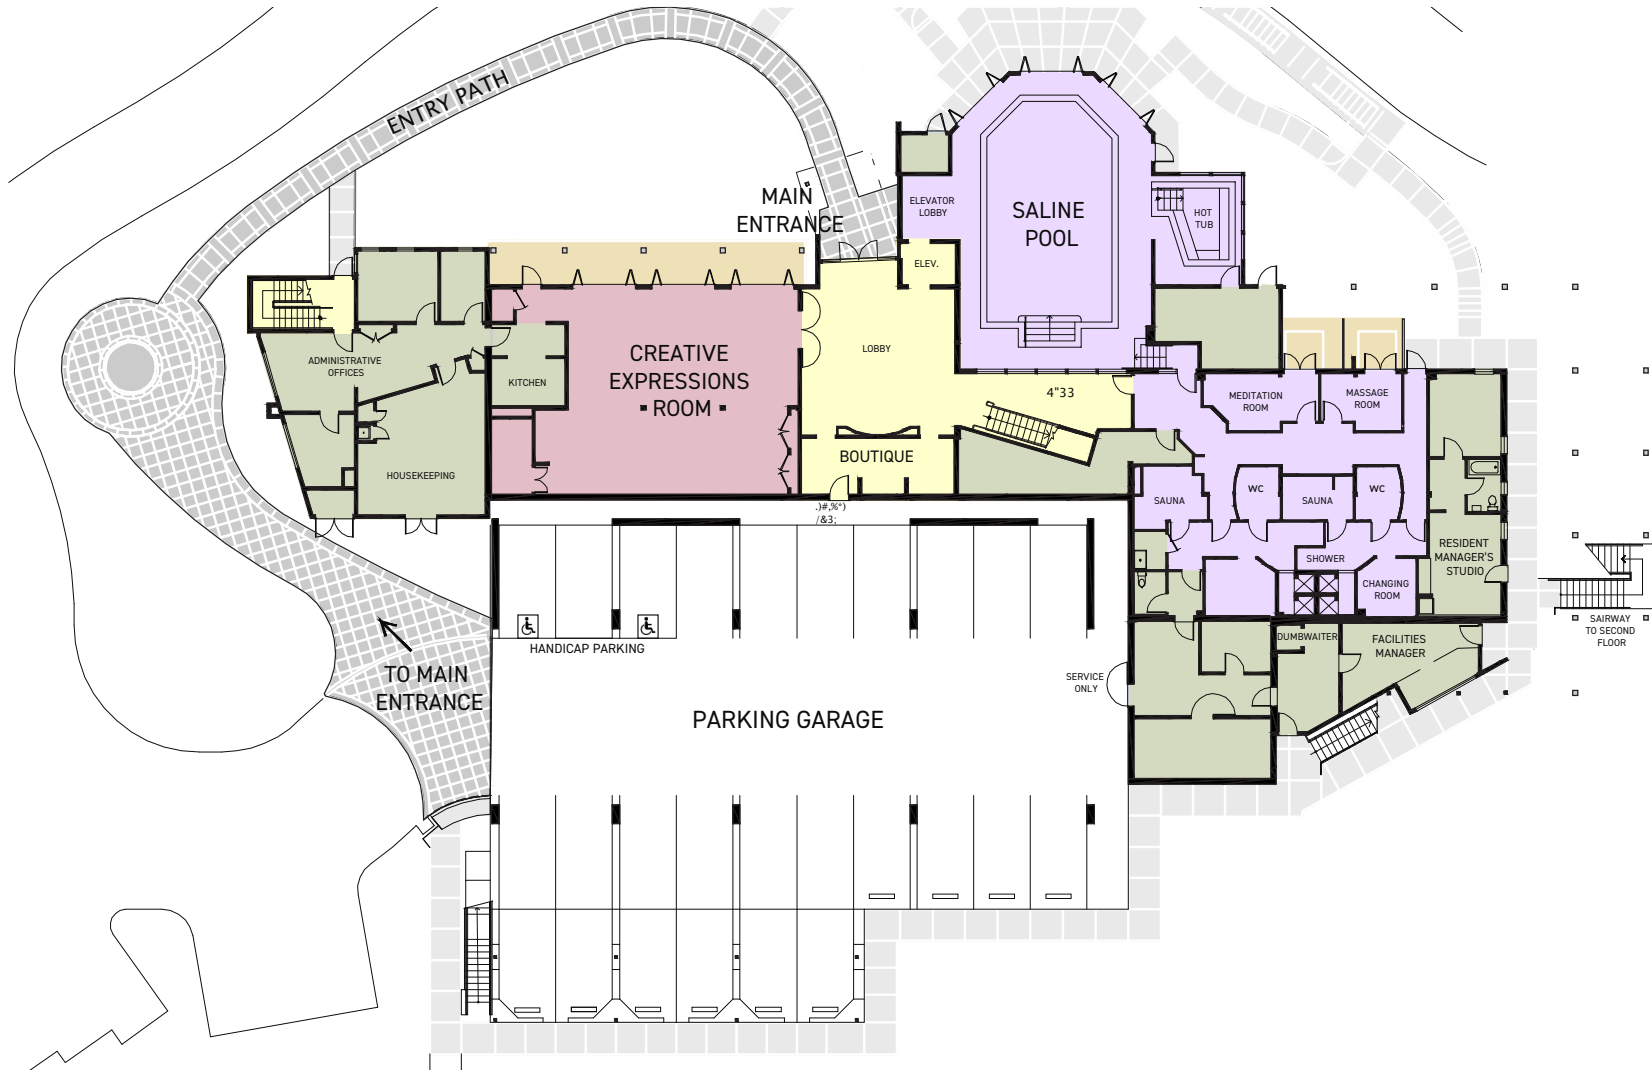 ENTRY PATH
MAIN
ENTRANCE
ELEVATOR
LOBBY
SALINE
POOL
HOT
TUB
ELEV.
ADMINISTRATIVE
OFFICES
KITCHEN
CREATIVE
EXPRESSIONS
ROOM
LOBBY
4"33
MEDITATION
ROOM
MASSAGE
ROOM
HOUSEKEEPING
BOUTIQUE
.)#,%*)
/&3;
SAUNA
WC
SAUNA
WC
SHOWER
CHANGING
ROOM
RESIDENT
MANAGER'S
STUDIO
HANDICAP PARKING
DUMBWAITER
FACILITIES
MANAGER
SAIRWAY
TO SECOND
FLOOR
TO MAIN
ENTRANCE
SERVICE
ONLY
PARKING GARAGE